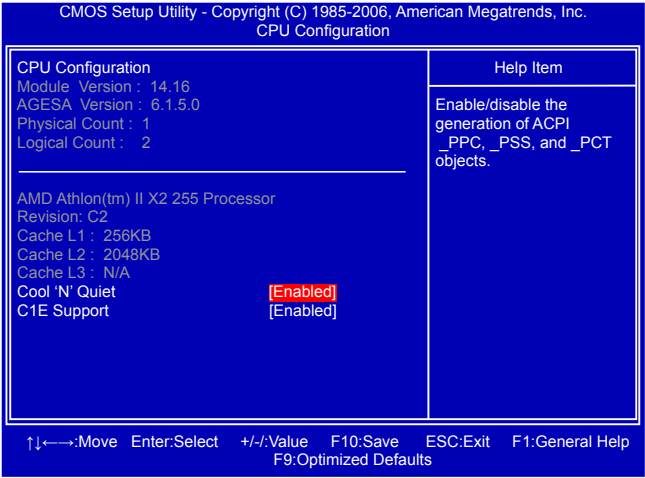 CMOS Setup Utility - Copyright (C) 1985-2006, American Megatrends, Inc.
CPU Configuration
CPU Configuration
Module Version : 14.16
AGESA Version : 6.1.5.0
Physical Count : 1
Logical Count : 2
AMD Athlon(tm) II X2 255 Processor
Revision: C2
Cache L1 : 256KB
Cache L2 : 2048KB
Cache L3 : N/A
Cool ‘N’ Quiet [Enabled]
C1E Support [Enabled]
Help Item
Enable/disable the
generation of ACPI
_PPC, _PSS, and _PCT
objects.
↑↓←→:Move Enter:Select +/-/:Value F10:Save ESC:Exit F1:General Help
F9:Optimized Defaults